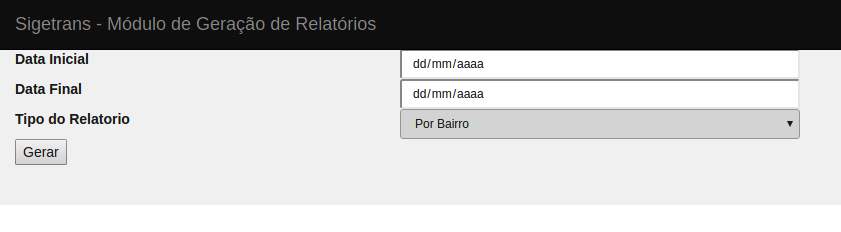 Sigetrans - Módulo de Geração de Relatórios
Data Inicial dd/mm/aaaa
Data Final dd/mm/aaaa
Tipo do Relatorio Por Bairro
Gerar